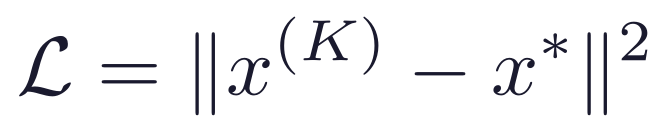 ℒ = ‖x^{(K)} − x^*‖^2